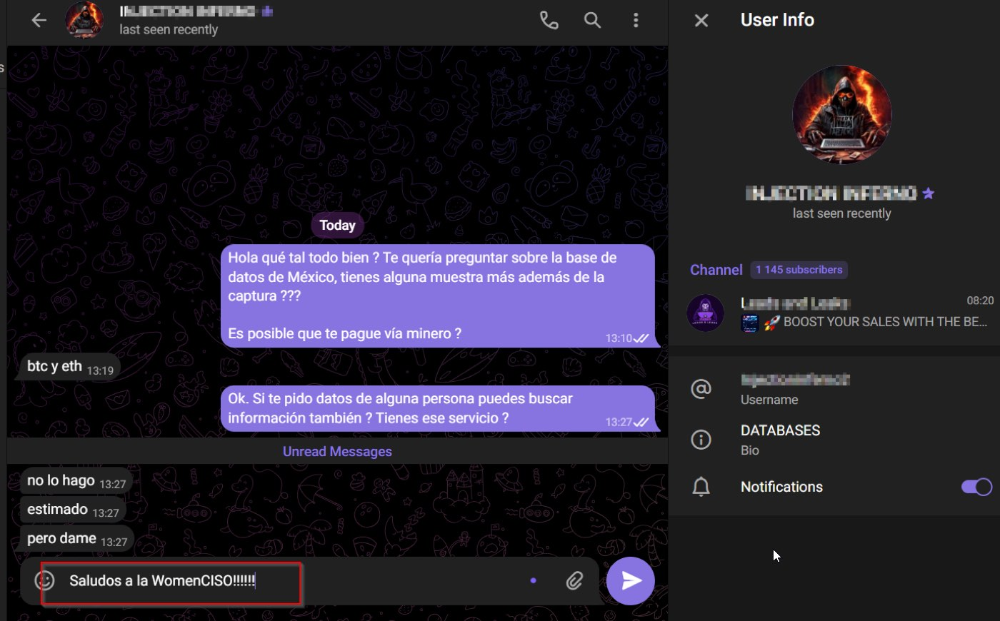 last seen recently
User Info
last seen recently
Today
Hola qué tal todo bien ? Te quería preguntar sobre la base de
datos de México, tienes alguna muestra más además de la
captura ???
Es posible que te pague vía minero ?
13:10
btc y eth 13:19
Ok. Si te pido datos de alguna persona puedes buscar
información también ? Tienes ese servicio ?
13:27
Unread Messages
no lo hago 13:27
estimado 13:27
pero dame 13:27
Saludos a la WomenCISO!!!!!!
Channel 1 145 subscribers
08:20
BOOST YOUR SALES WITH THE BE...
Username
DATABASES
Bio
Notifications